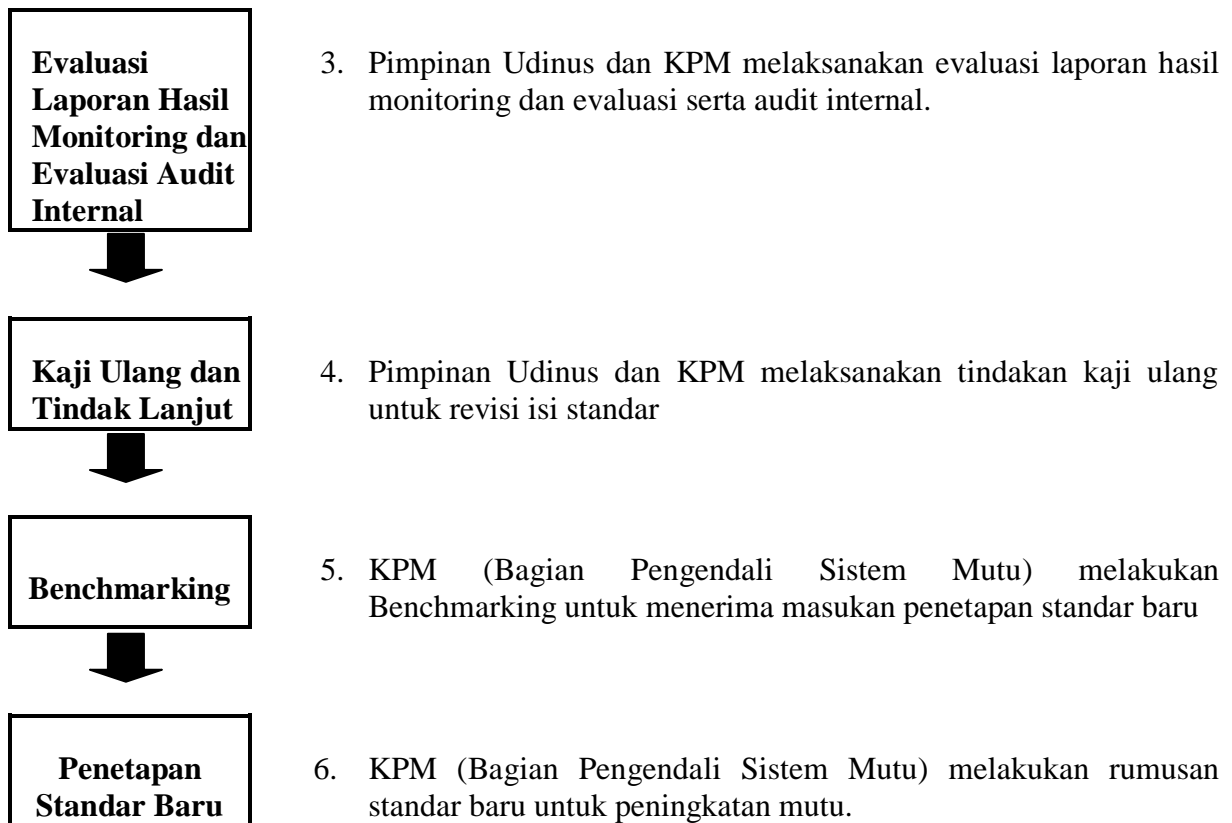 Evaluasi
Laporan Hasil
Monitoring dan
Evaluasi Audit
Internal
3. Pimpinan Udinus dan KPM melaksanakan evaluasi laporan hasil
monitoring dan evaluasi serta audit internal.
Kaji Ulang dan
Tindak Lanjut
4. Pimpinan Udinus dan KPM melaksanakan tindakan kaji ulang
untuk revisi isi standar
Benchmarking
5. KPM (Bagian Pengendali Sistem Mutu) melakukan
Benchmarking untuk menerima masukan penetapan standar baru
Penetapan
Standar Baru
6. KPM (Bagian Pengendali Sistem Mutu) melakukan rumusan
standar baru untuk peningkatan mutu.